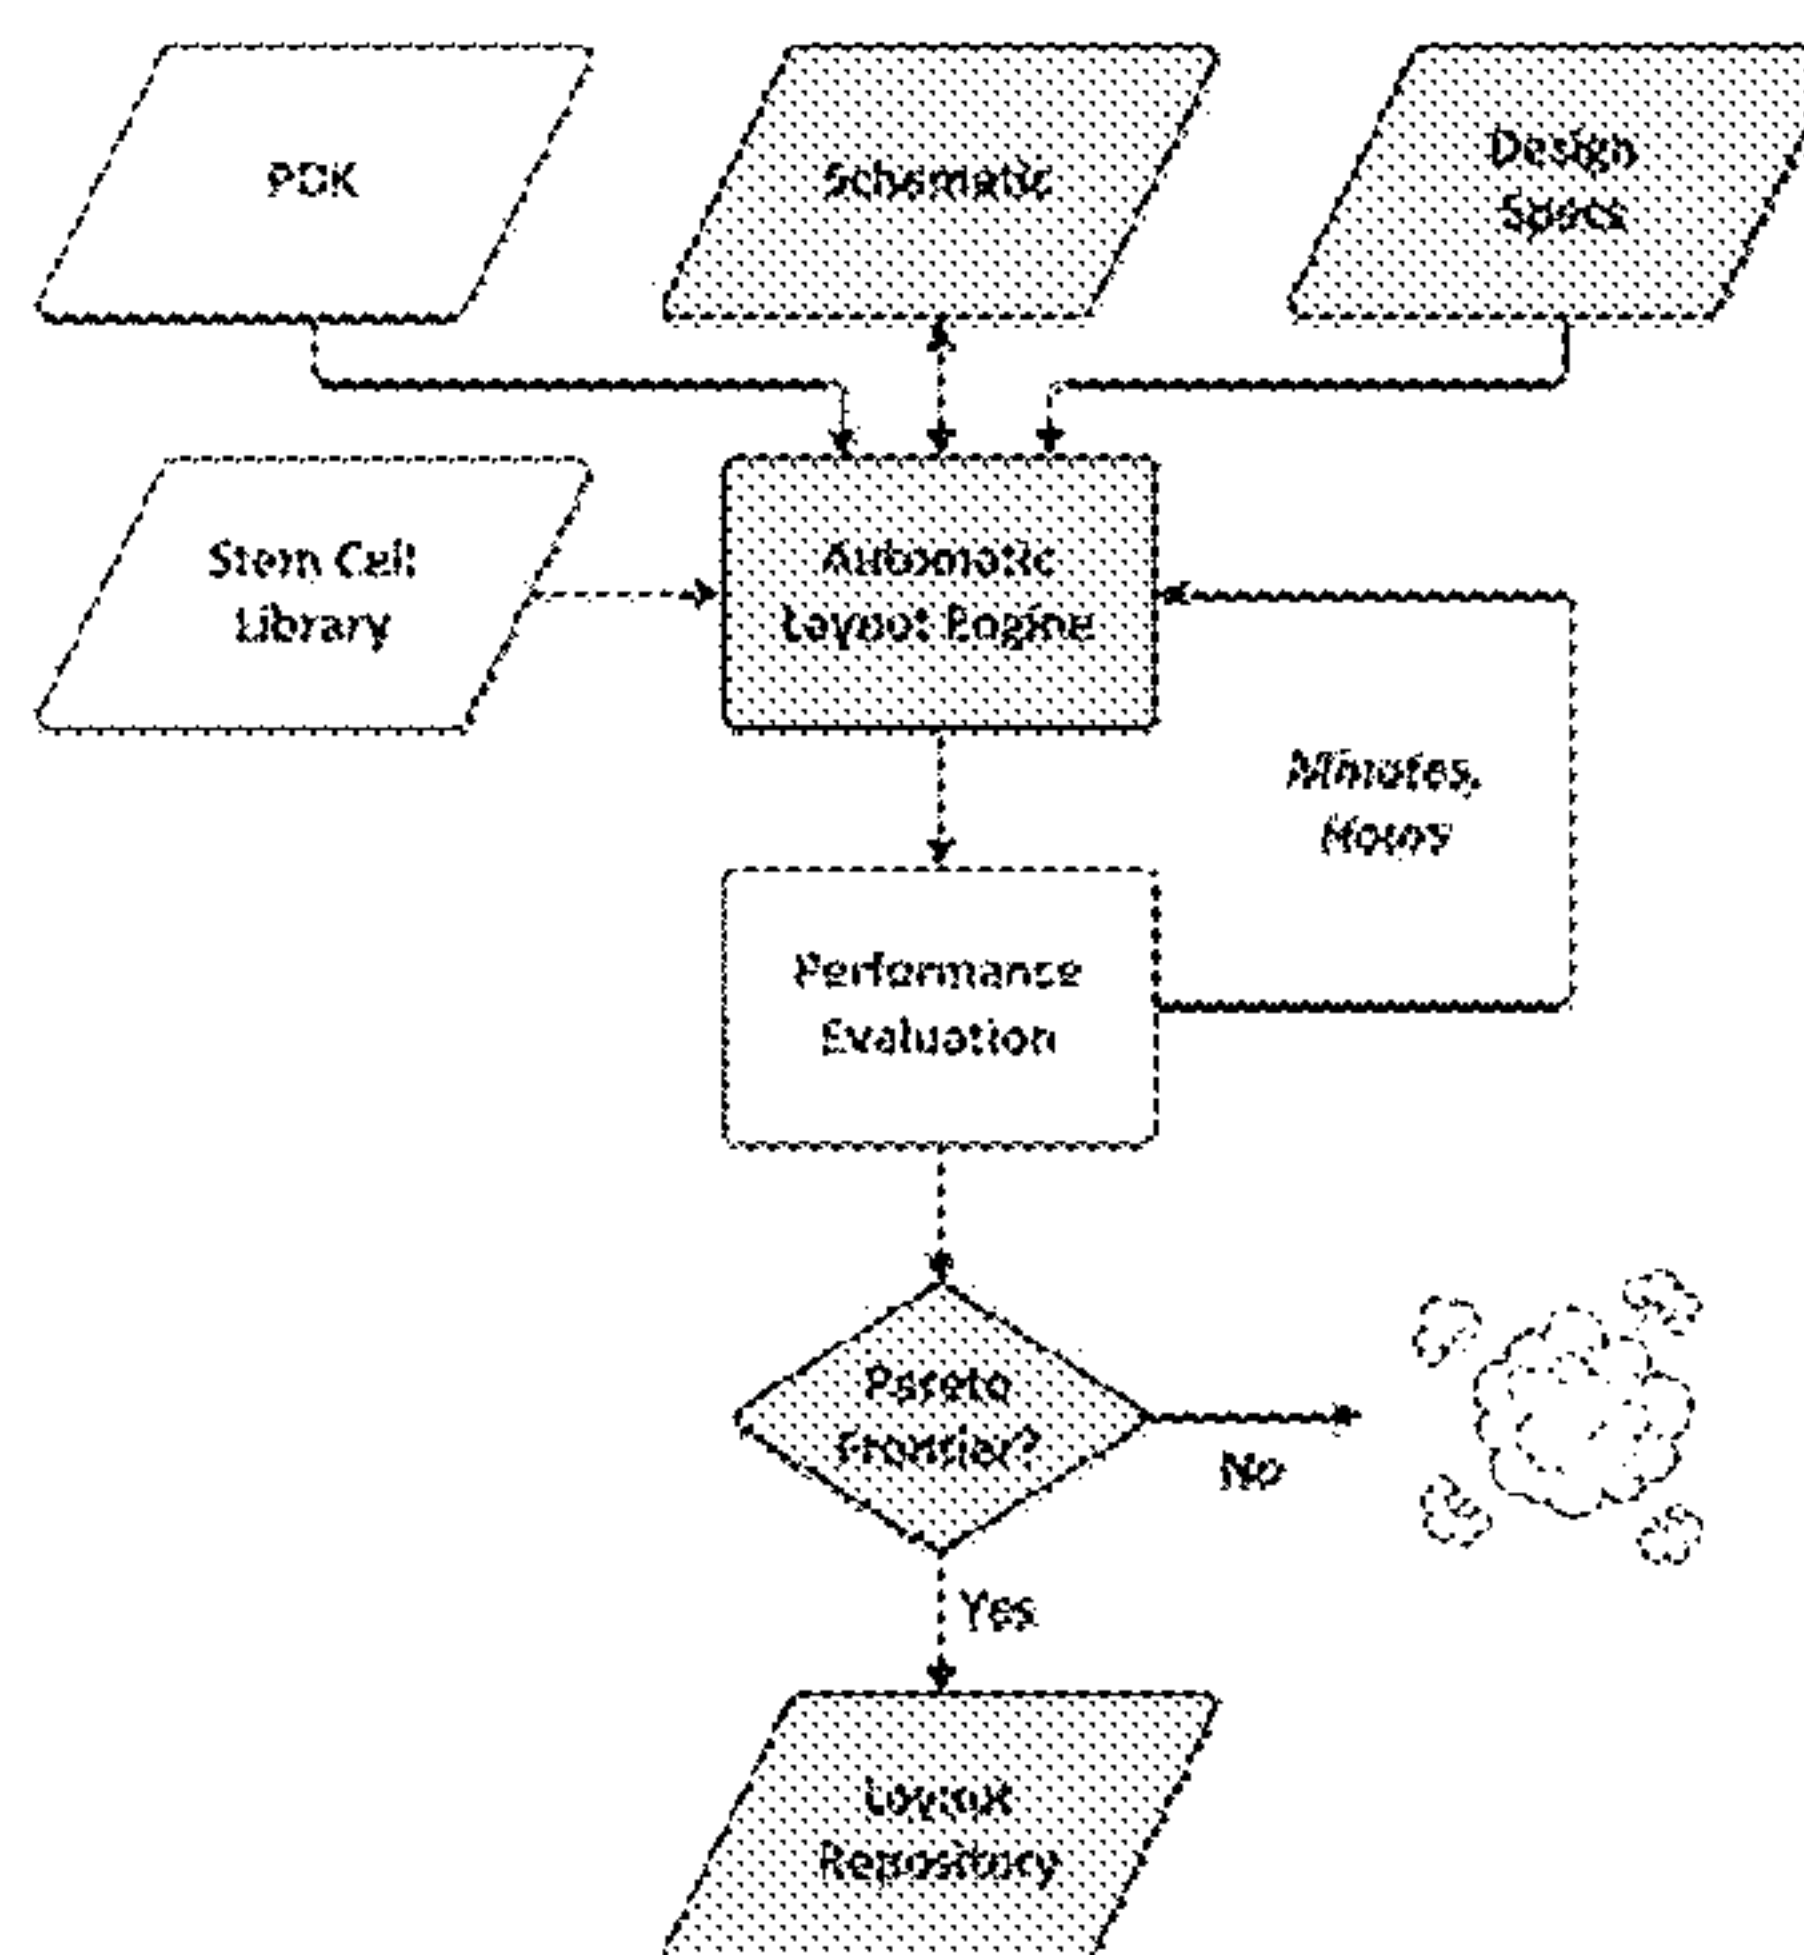 PDK
Schematic
Design
Specs
Stem Cell
Library
Automatic
Layout Engine
Minutes,
Hours
Performance
Evaluation
Pareto
Frontier?
No
Yes
Layout
Repository